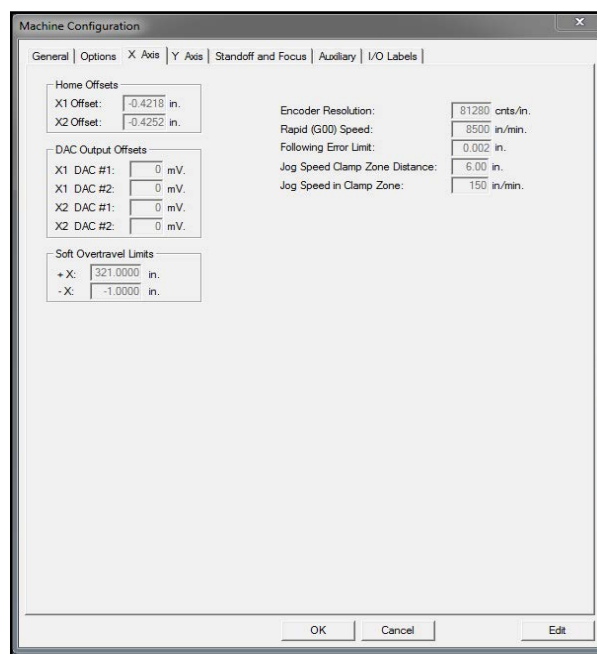 Machine Configuration
General Options X Axis Y Axis Standoff and Focus Auxiliary I/O Labels
Home Offsets
X1 Offset: -0.4218 in.
X2 Offset: -0.4252 in.
DAC Output Offsets
X1 DAC #1: 0 mV.
X1 DAC #2: 0 mV.
X2 DAC #1: 0 mV.
X2 DAC #2: 0 mV.
Soft Overtravel Limits
+ X: 321.0000 in.
- X: -1.0000 in.
Encoder Resolution: 81280 cnts/in.
Rapid (G00) Speed: 8500 in/min.
Following Error Limit: 0.002 in.
Jog Speed Clamp Zone Distance: 6.00 in.
Jog Speed in Clamp Zone: 150 in/min.
OK Cancel Edit